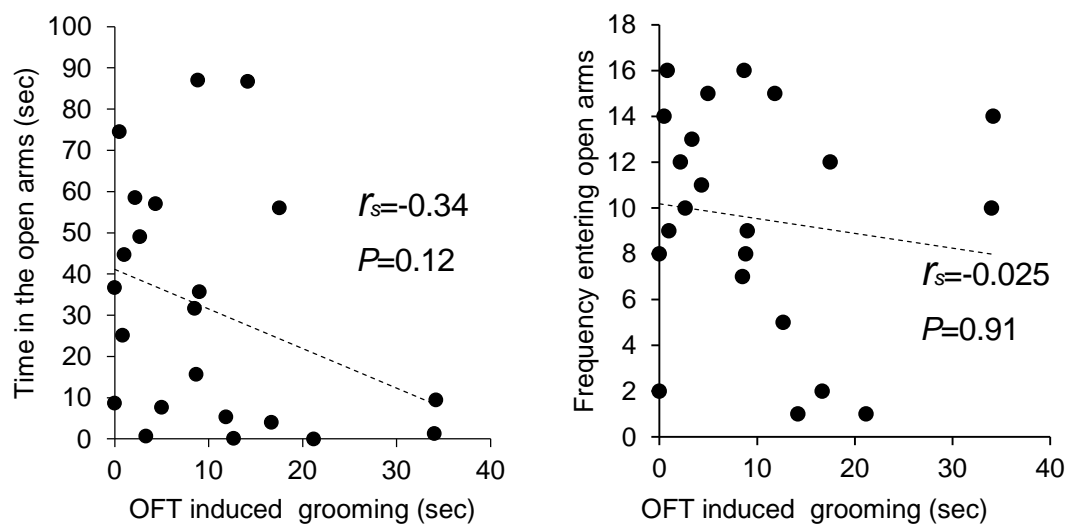 Time in the open arms (sec)
100
90
80
70
60
50
40
30
20
10
0
rs=-0.34
P=0.12
0 10 20 30 40
OFT induced grooming (sec)
Frequency entering open arms
18
16
14
12
10
8
6
4
2
0
rs=-0.025
P=0.91
0 10 20 30 40
OFT induced grooming (sec)